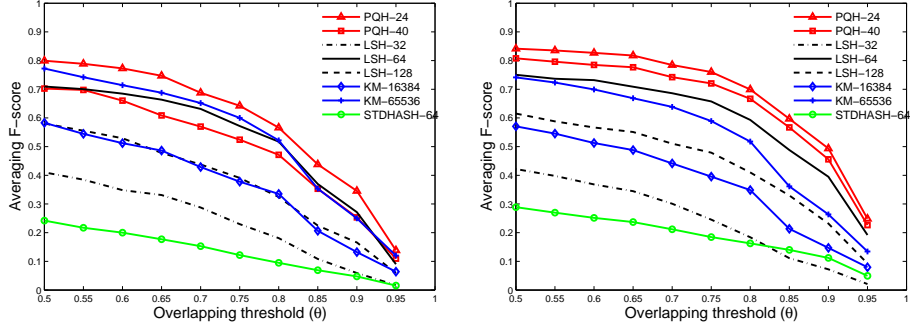 1
0.9
0.8
0.7
0.6
0.5
0.4
0.3
0.2
0.1
0
Averaging F-score
0.5 0.55 0.6 0.65 0.7 0.75 0.8 0.85 0.9 0.95 1
Overlapping threshold (θ)
PQH-24
PQH-40
LSH-32
LSH-64
LSH-128
KM-16384
KM-65536
STDHASH-64
1
0.9
0.8
0.7
0.6
0.5
0.4
0.3
0.2
0.1
0
Averaging F-score
0.5 0.55 0.6 0.65 0.7 0.75 0.8 0.85 0.9 0.95 1
Overlapping threshold (θ)
PQH-24
PQH-40
LSH-32
LSH-64
LSH-128
KM-16384
KM-65536
STDHASH-64